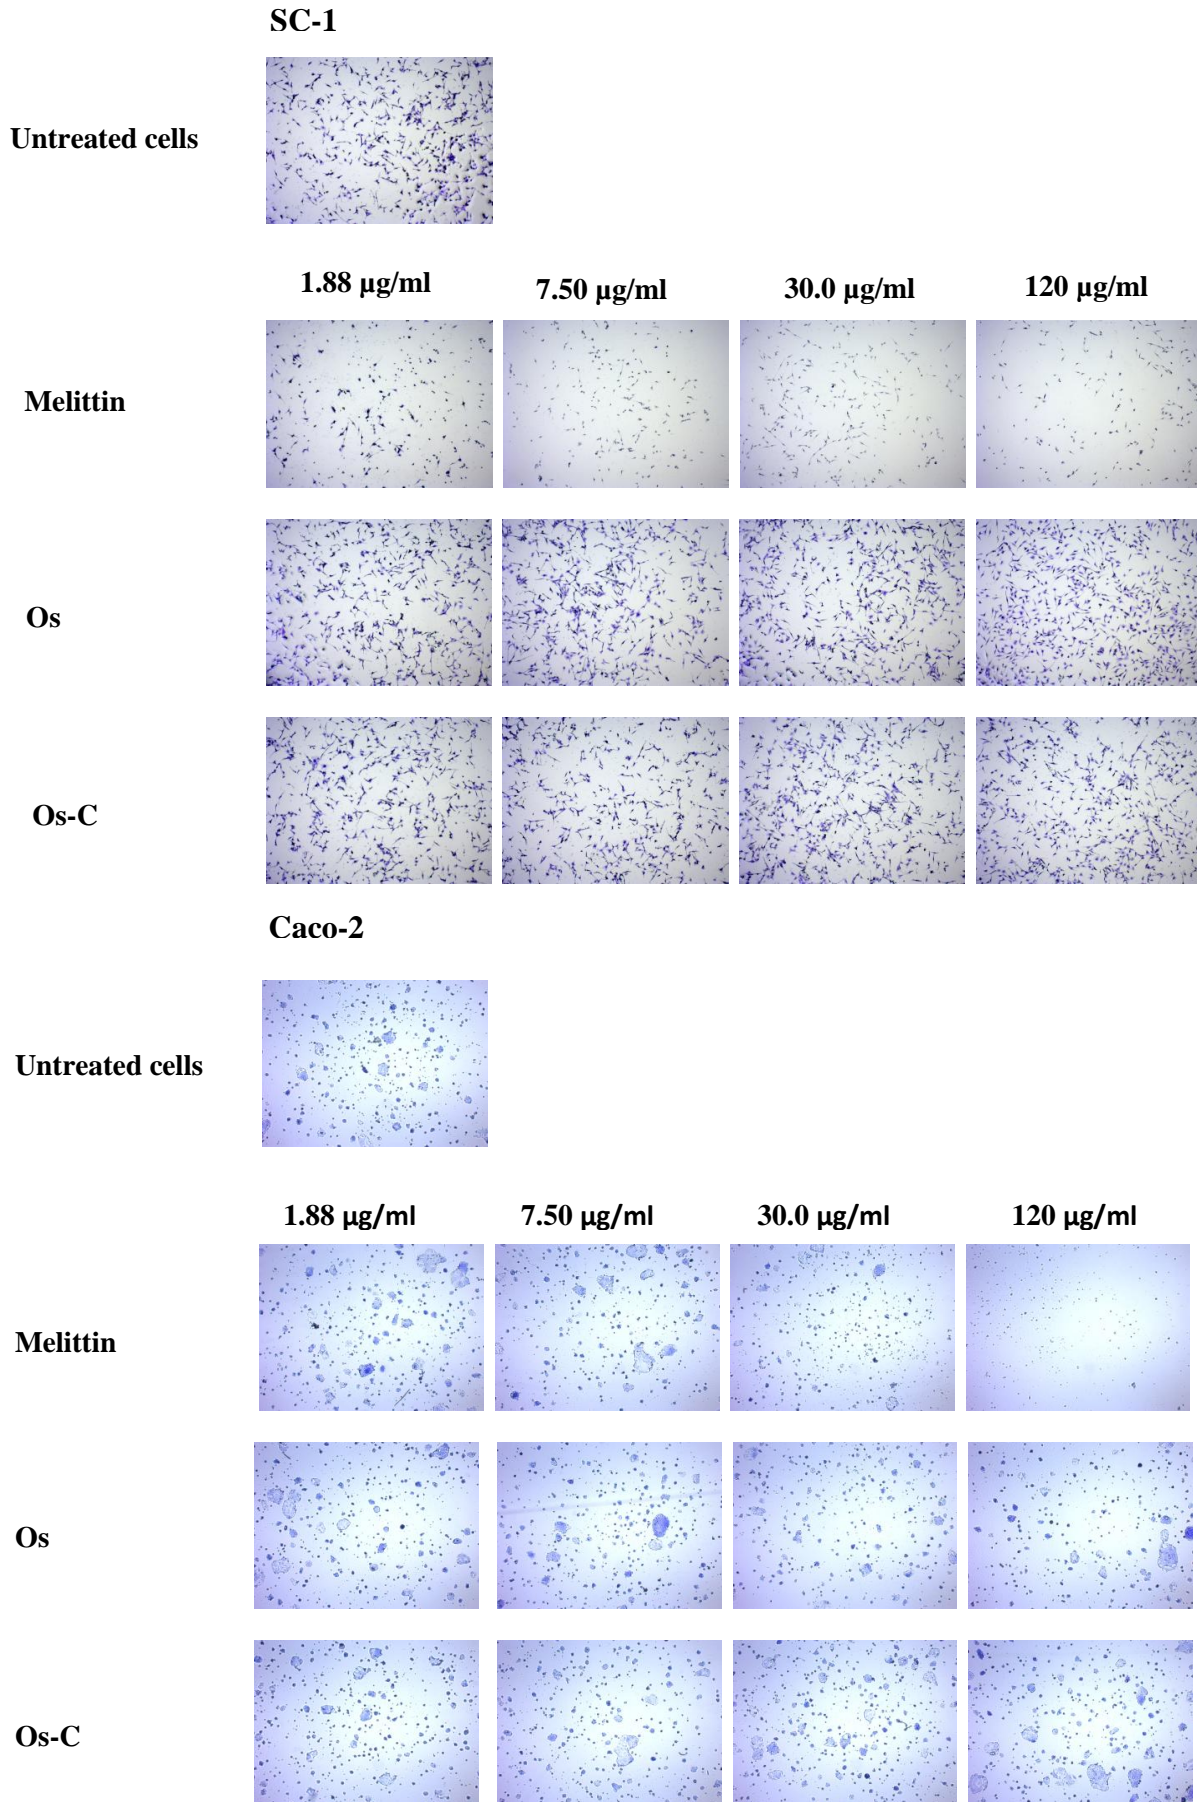 SC-1
Untreated cells
1.88 µg/ml 7.50 µg/ml 30.0 µg/ml 120 µg/ml
Melittin
Os
Os-C
Caco-2
Untreated cells
1.88 µg/ml 7.50 µg/ml 30.0 µg/ml 120 µg/ml
Melittin
Os
Os-C